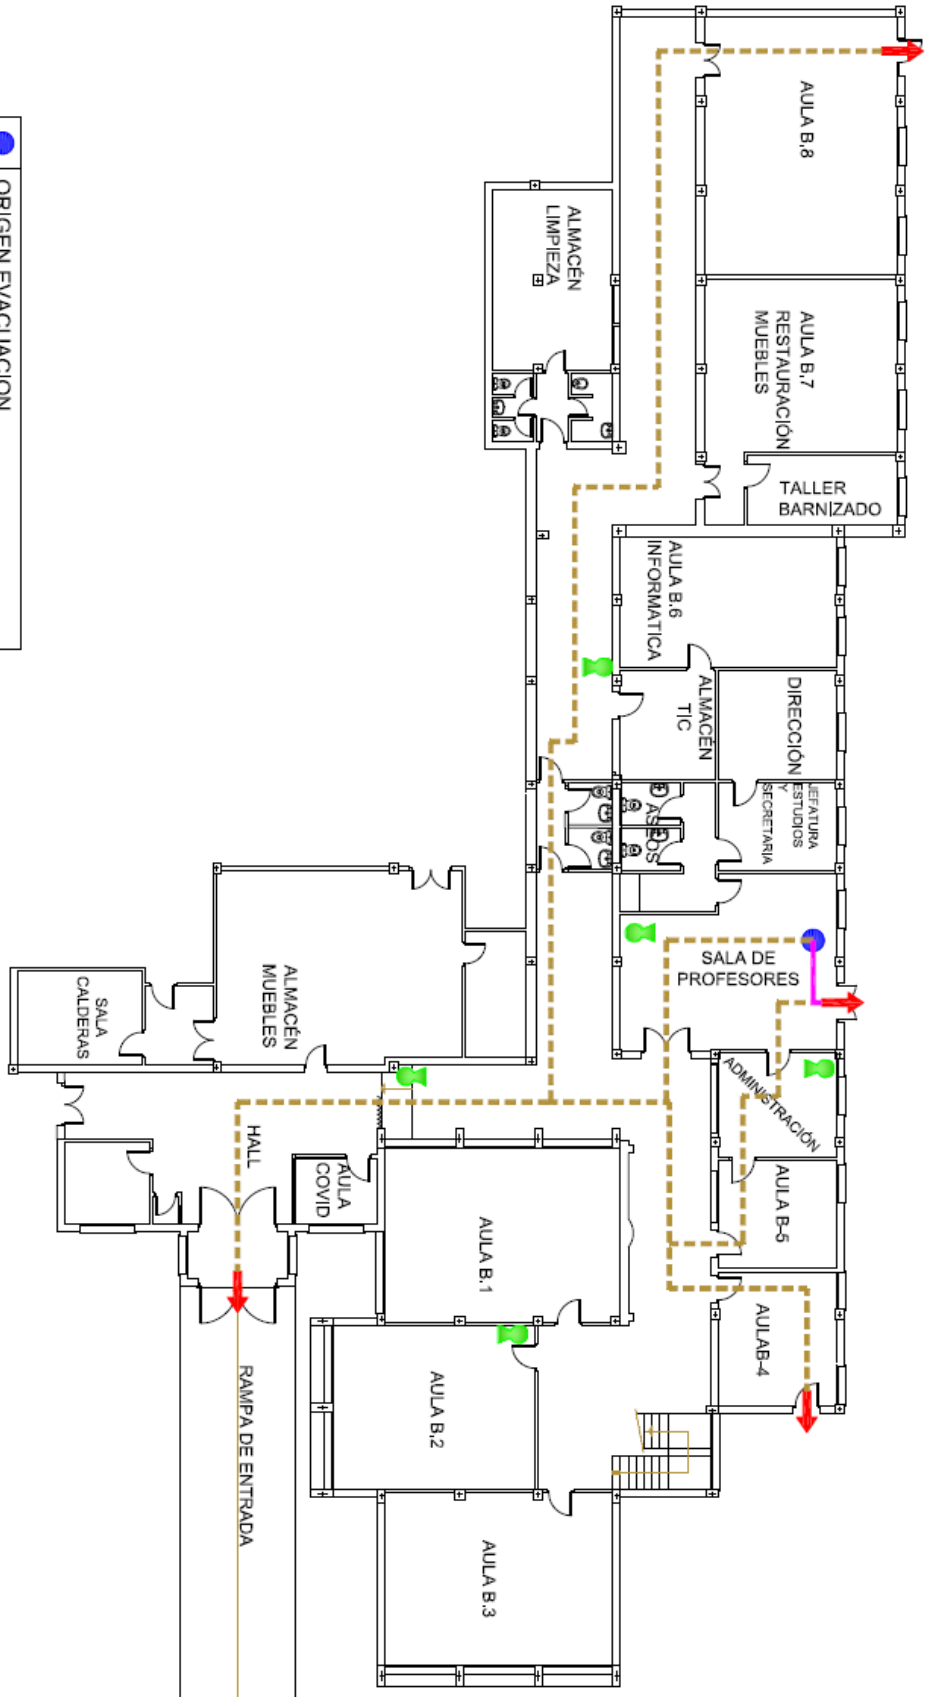 AULA B,8
ALMACÉN
LIMPIEZA
AULA B,7
RESTAURACIÓN
MUEBLES
TALLER
BARNIZADO
AULA B.6
INFORMATICA
ALMACÉN
TIC
DIRECCIÓN
JEFATURA
ESTUDIOS
Y
SECRETARIA
ASEOS
SALA DE
PROFESORES
ADMINISTRACIÓN
AULA B-5
AULAB-4
ALMACÉN
MUEBLES
SALA
CALDERAS
HALL
AULA
COVID
AULA B.1
AULA B.2
AULA B.3
RAMPA DE ENTRADA
ORIGEN EVACUACION